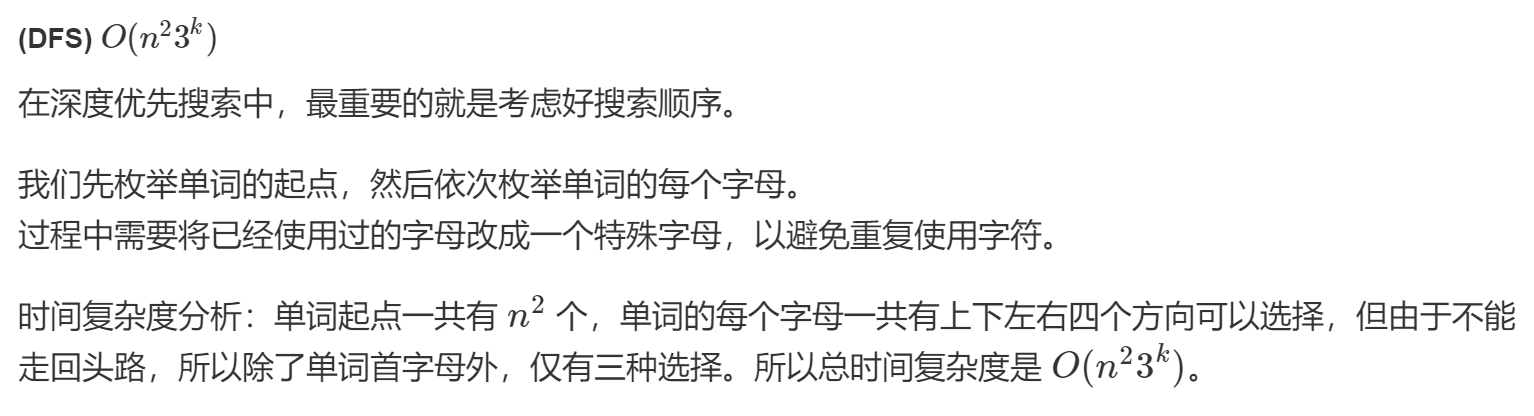 (DFS) O(n²3ᵏ)
在深度优先搜索中，最重要的就是考虑好搜索顺序。
我们先枚举单词的起点，然后依次枚举单词的每个字母。
过程中需要将已经使用过的字母改成一个特殊字母，以避免重复使用字符。
时间复杂度分析：单词起点一共有 n² 个，单词的每个字母一共有上下左右四个方向可以选择，但由于不能
走回头路，所以除了单词首字母外，仅有三种选择。所以总时间复杂度是 O(n²3ᵏ)。